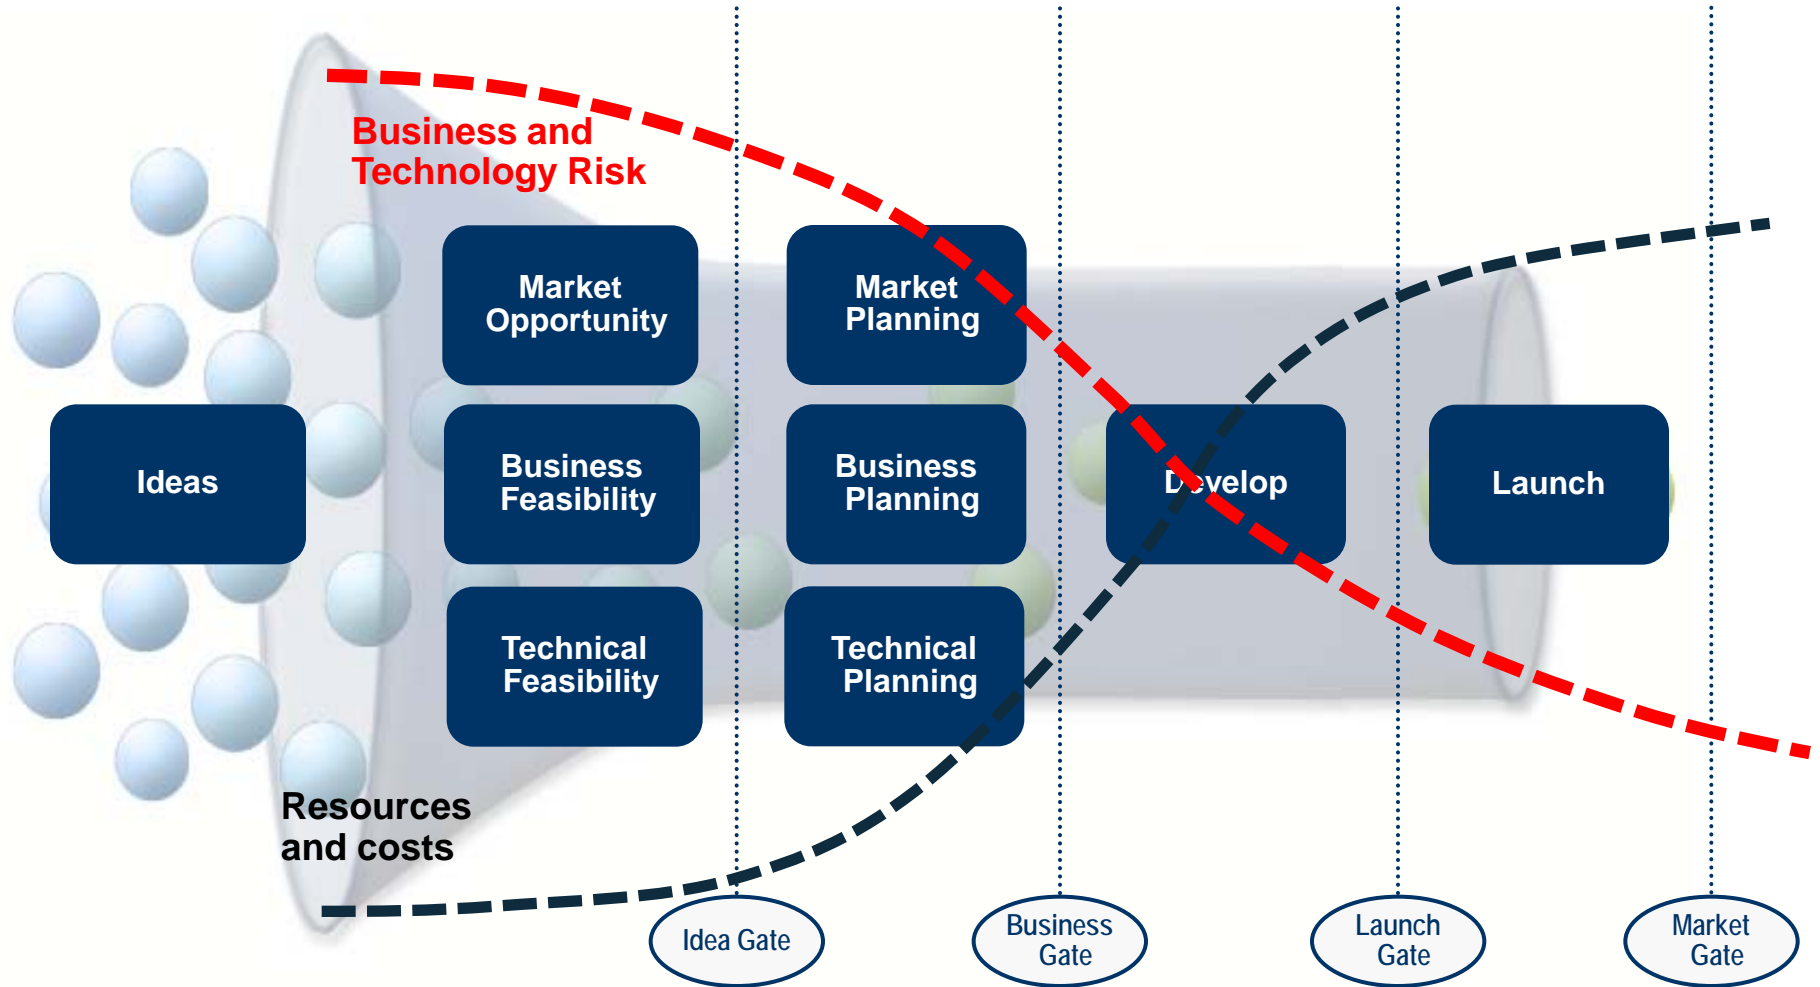 Business and
Technology Risk
Market
Opportunity
Market
Planning
Ideas
Business
Feasibility
Business
Planning
Develop
Launch
Technical
Feasibility
Technical
Planning
Resources
and costs
Idea Gate
Business
Gate
Launch
Gate
Market
Gate